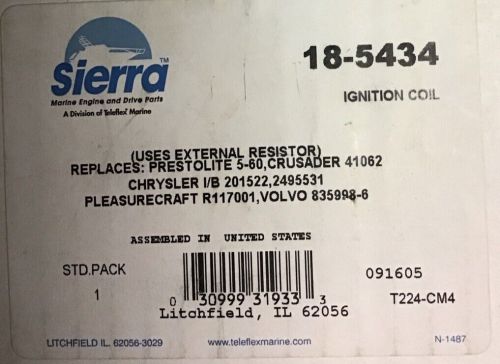 Sierra™
Marine Engine and Drive Parts
A Division of Teleflex® Marine
18-5434
IGNITION COIL
(USES EXTERNAL RESISTOR)
REPLACES: PRESTOLITE 5-60,CRUSADER 41062
CHRYSLER I/B 201522,2495531
PLEASURECRAFT R117001,VOLVO 835998-6
ASSEMBLED IN UNITED STATES
STD.PACK
1
0 30999 31933 3
Litchfield, IL 62056
091605
T224-CM4
LITCHFIELD IL. 62056-3029
www.teleflexmarine.com
N-1487